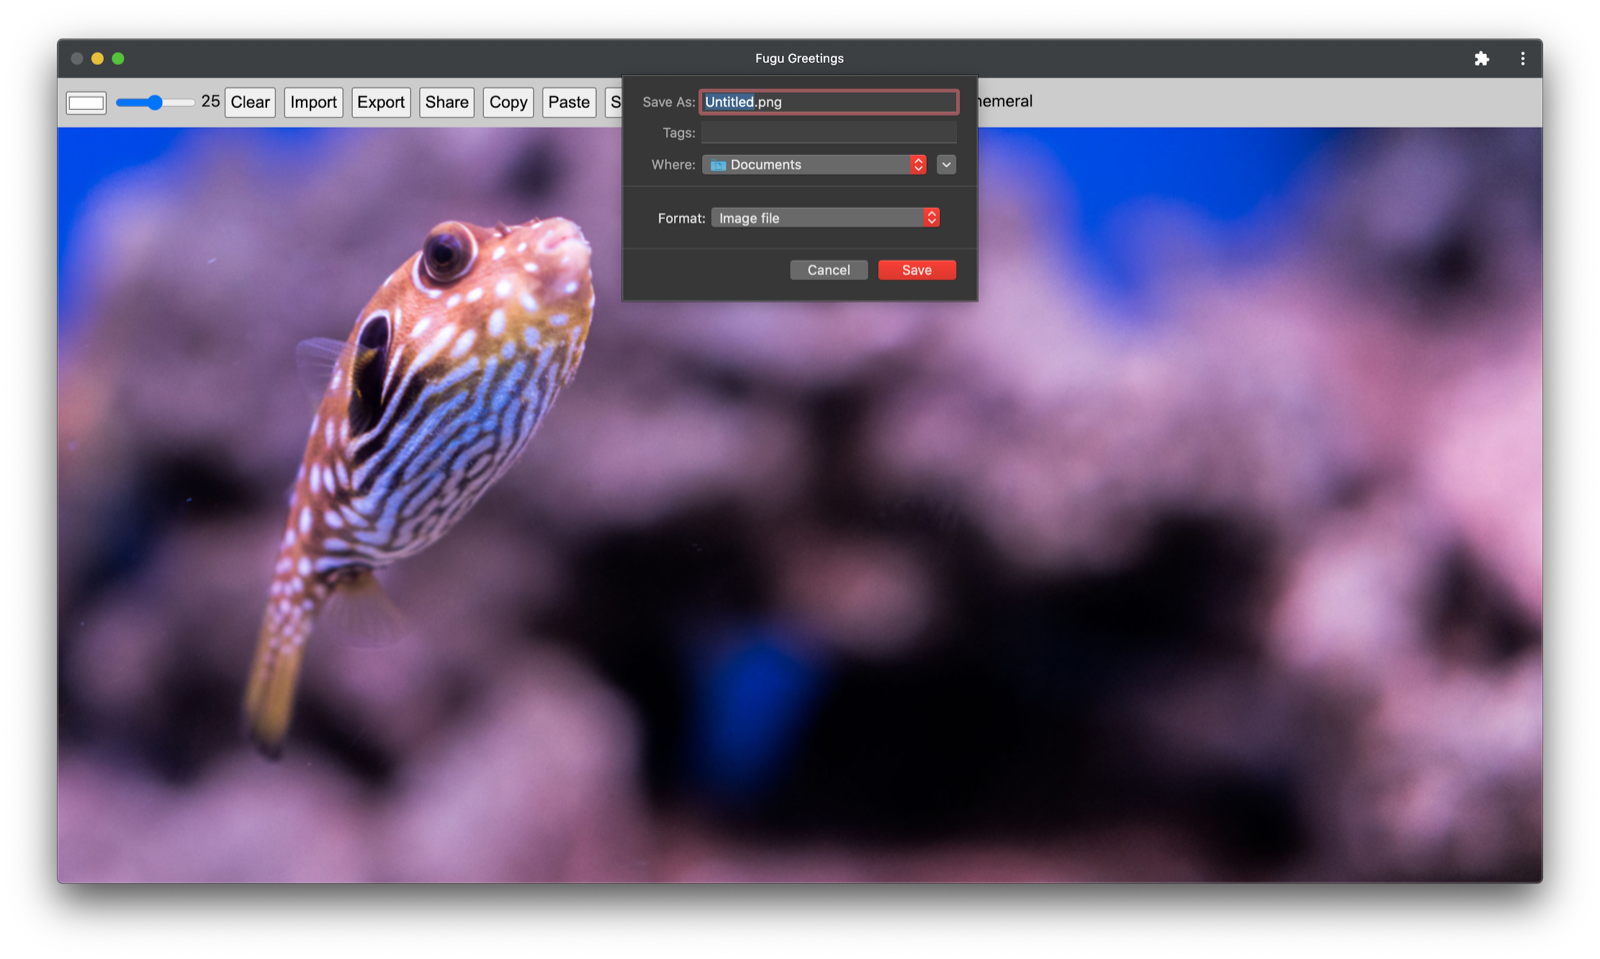 Fugu Greetings
25 Clear Import Export Share Copy Paste
Save As: Untitled.png
Tags:
Where: Documents
Format: Image file
Cancel Save